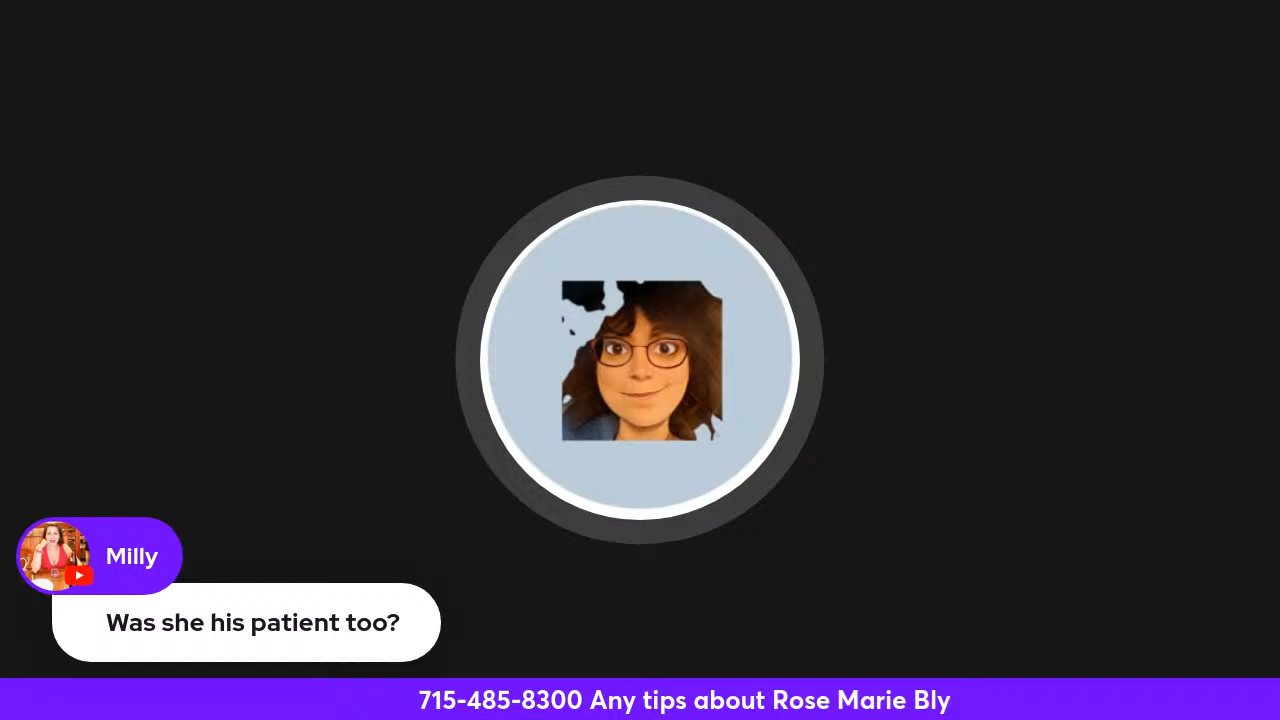 Milly
Was she his patient too?
715-485-8300 Any tips about Rose Marie Bly